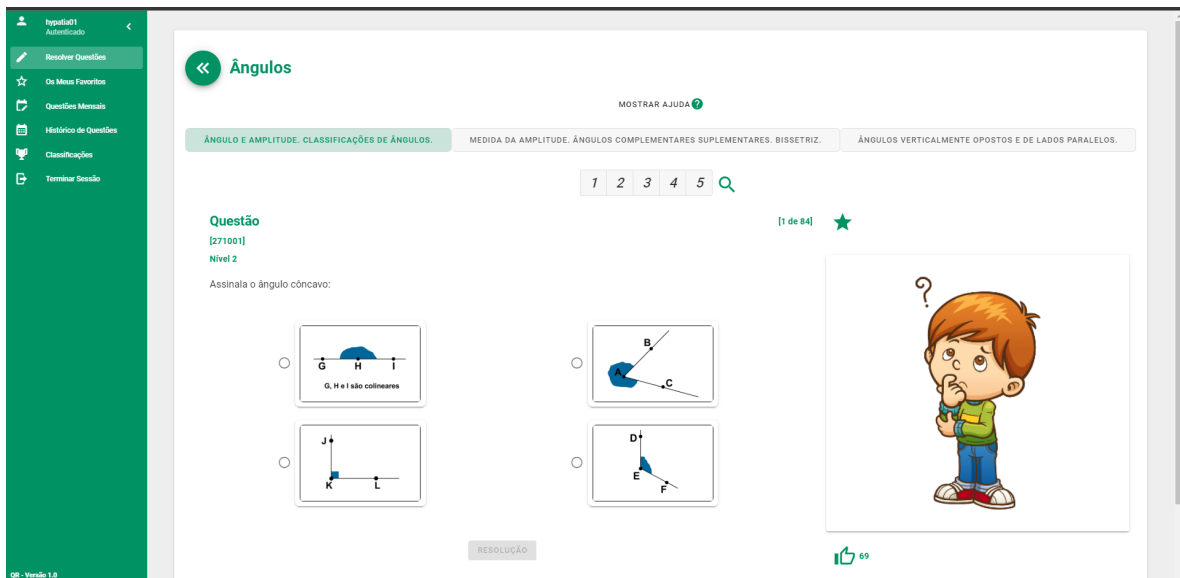 hypatia01
Autenticado
Resolver Questões
Os Meus Favoritos
Questões Mensais
Histórico de Questões
Classificações
Terminar Sessão
QR - Versão 1.0
Ângulos
MOSTRAR AJUDA ?
ÂNGULO E AMPLITUDE. CLASSIFICAÇÕES DE ÂNGULOS.
MEDIDA DA AMPLITUDE. ÂNGULOS COMPLEMENTARES SUPLEMENTARES. BISSETRIZ.
ÂNGULOS VERTICALMENTE OPOSTOS E DE LADOS PARALELOS.
1 2 3 4 5
Questão
[1 de 84]
[271001]
Nível 2
Assinala o ângulo côncavo:
G H I
G, H e I são colineares
B
A
C
J
K L
D
E
F
?
RESOLUÇÃO
69